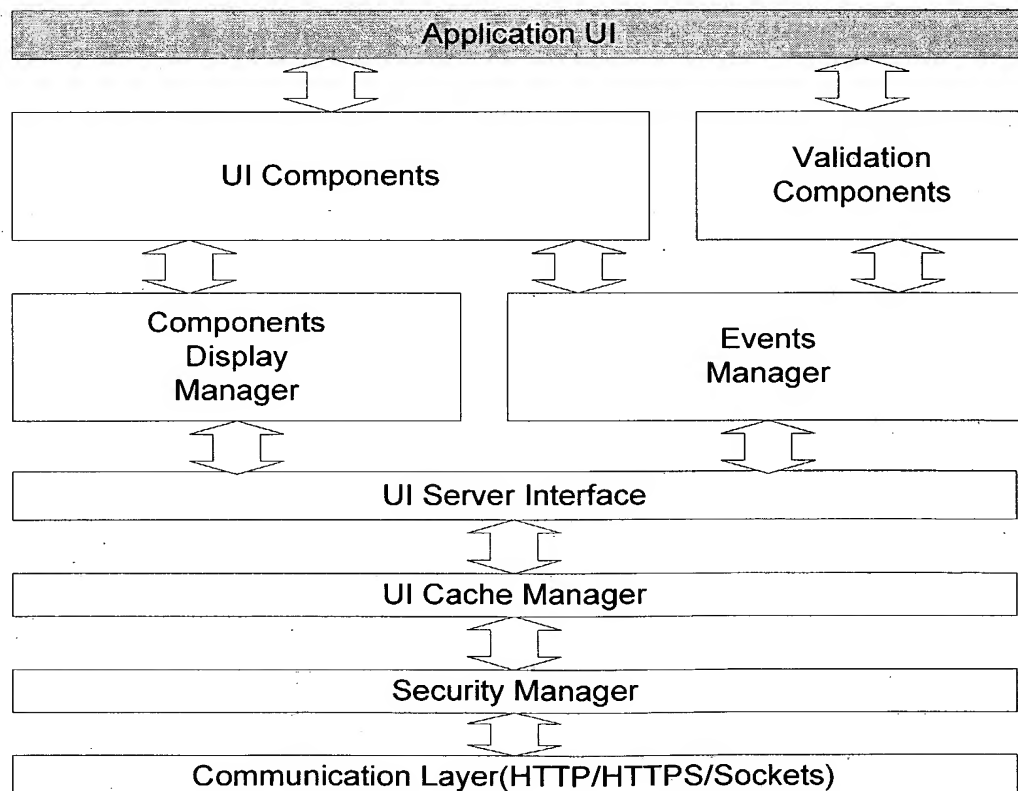 Application UI
UI Components
Validation
Components
Components
Display
Manager
Events
Manager
UI Server Interface
UI Cache Manager
Security Manager
Communication Layer(HTTP/HTTPS/Sockets)